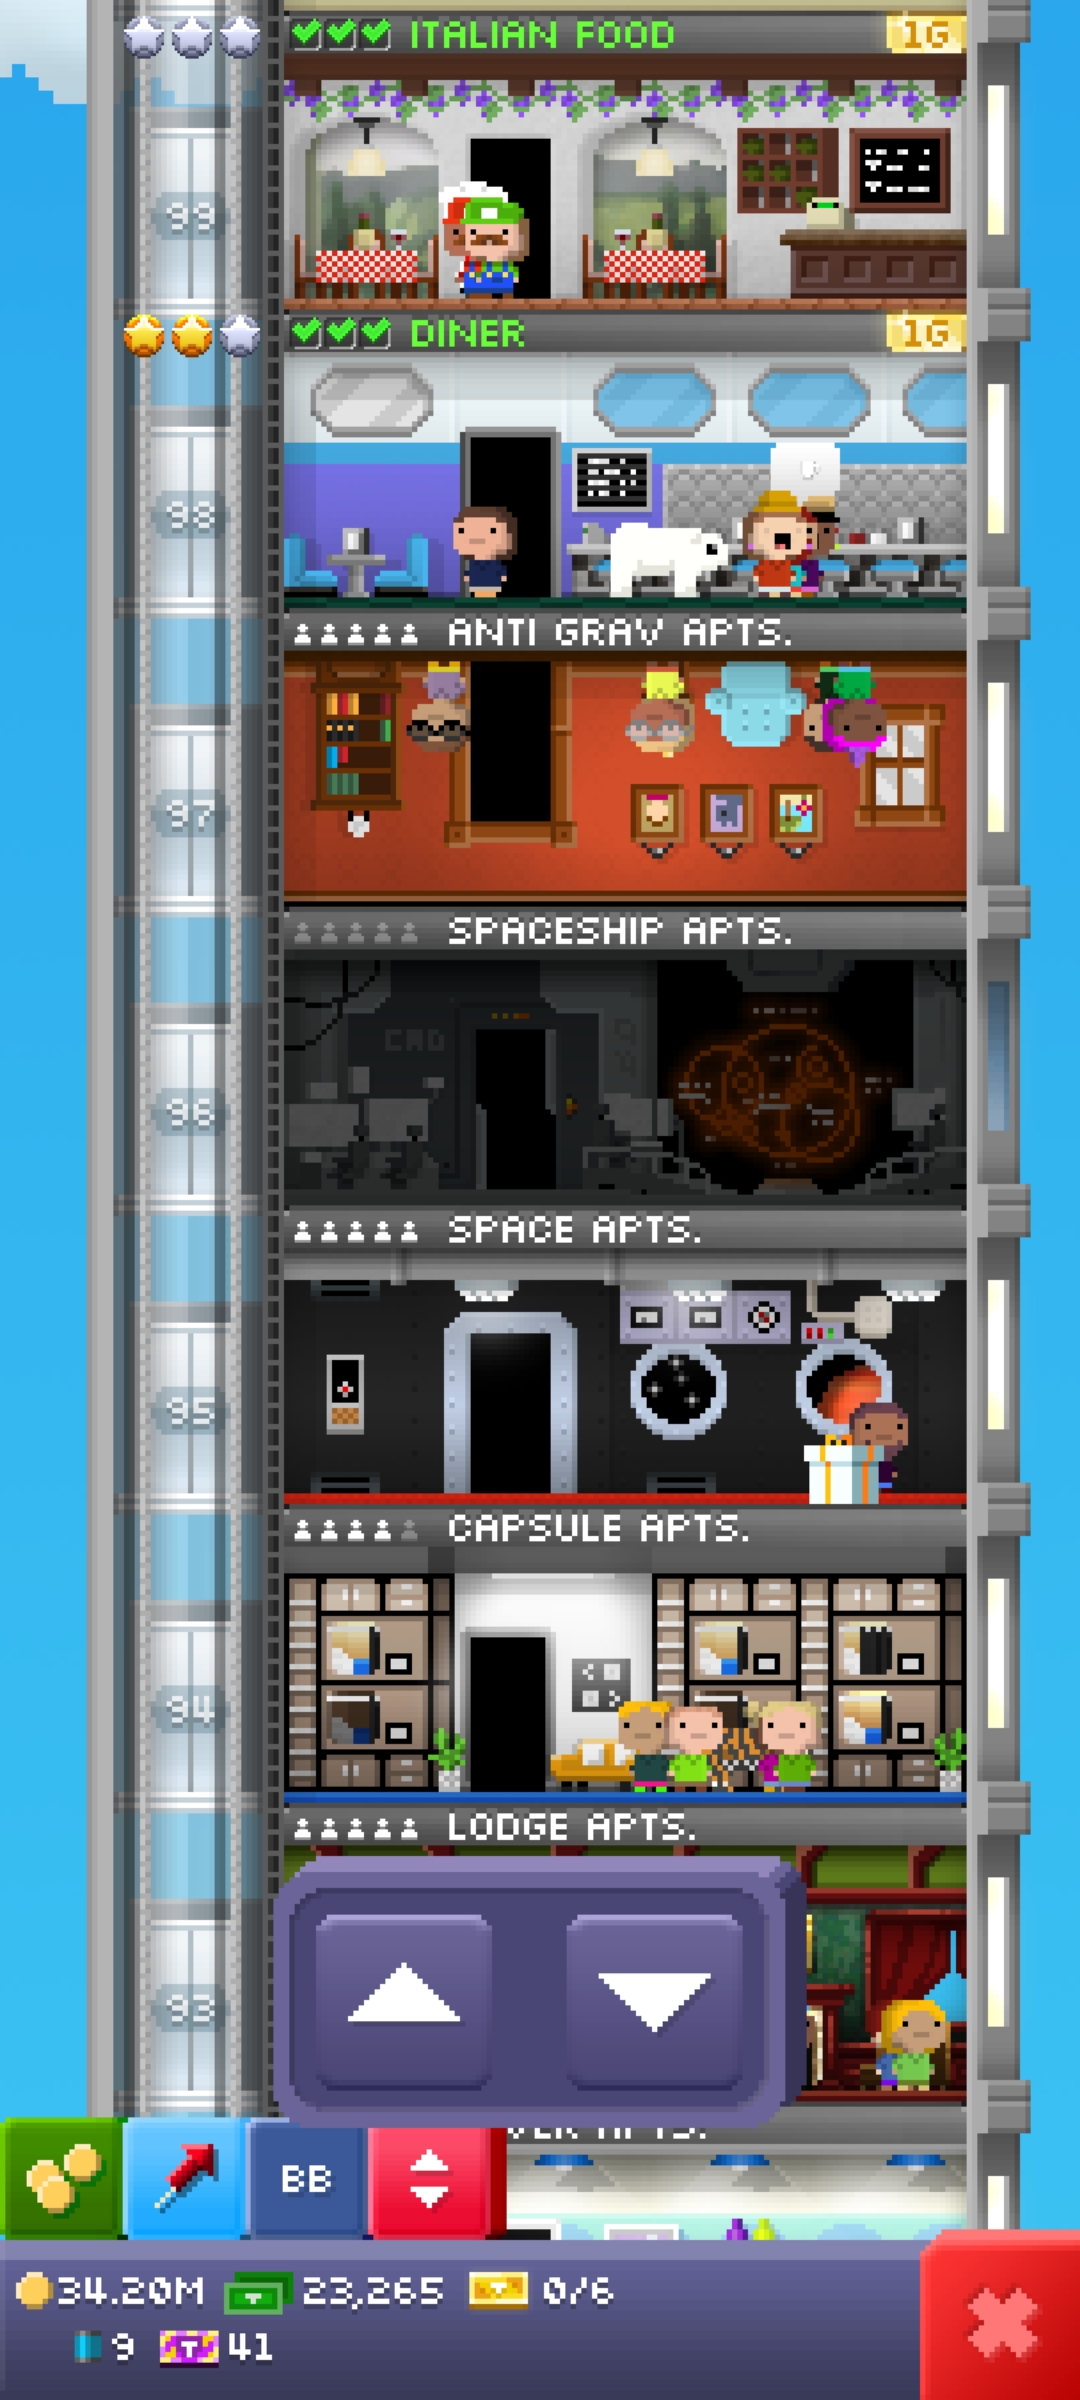 ITALIAN FOOD 1G
99
DINER 1G
98
ANTI GRAV APTS.
97
SPACESHIP APTS.
CMD
96
SPACE APTS.
95
CAPSULE APTS.
94
LODGE APTS.
93
APTS.
BB
34.20M 23,265 0/6
9 T 41